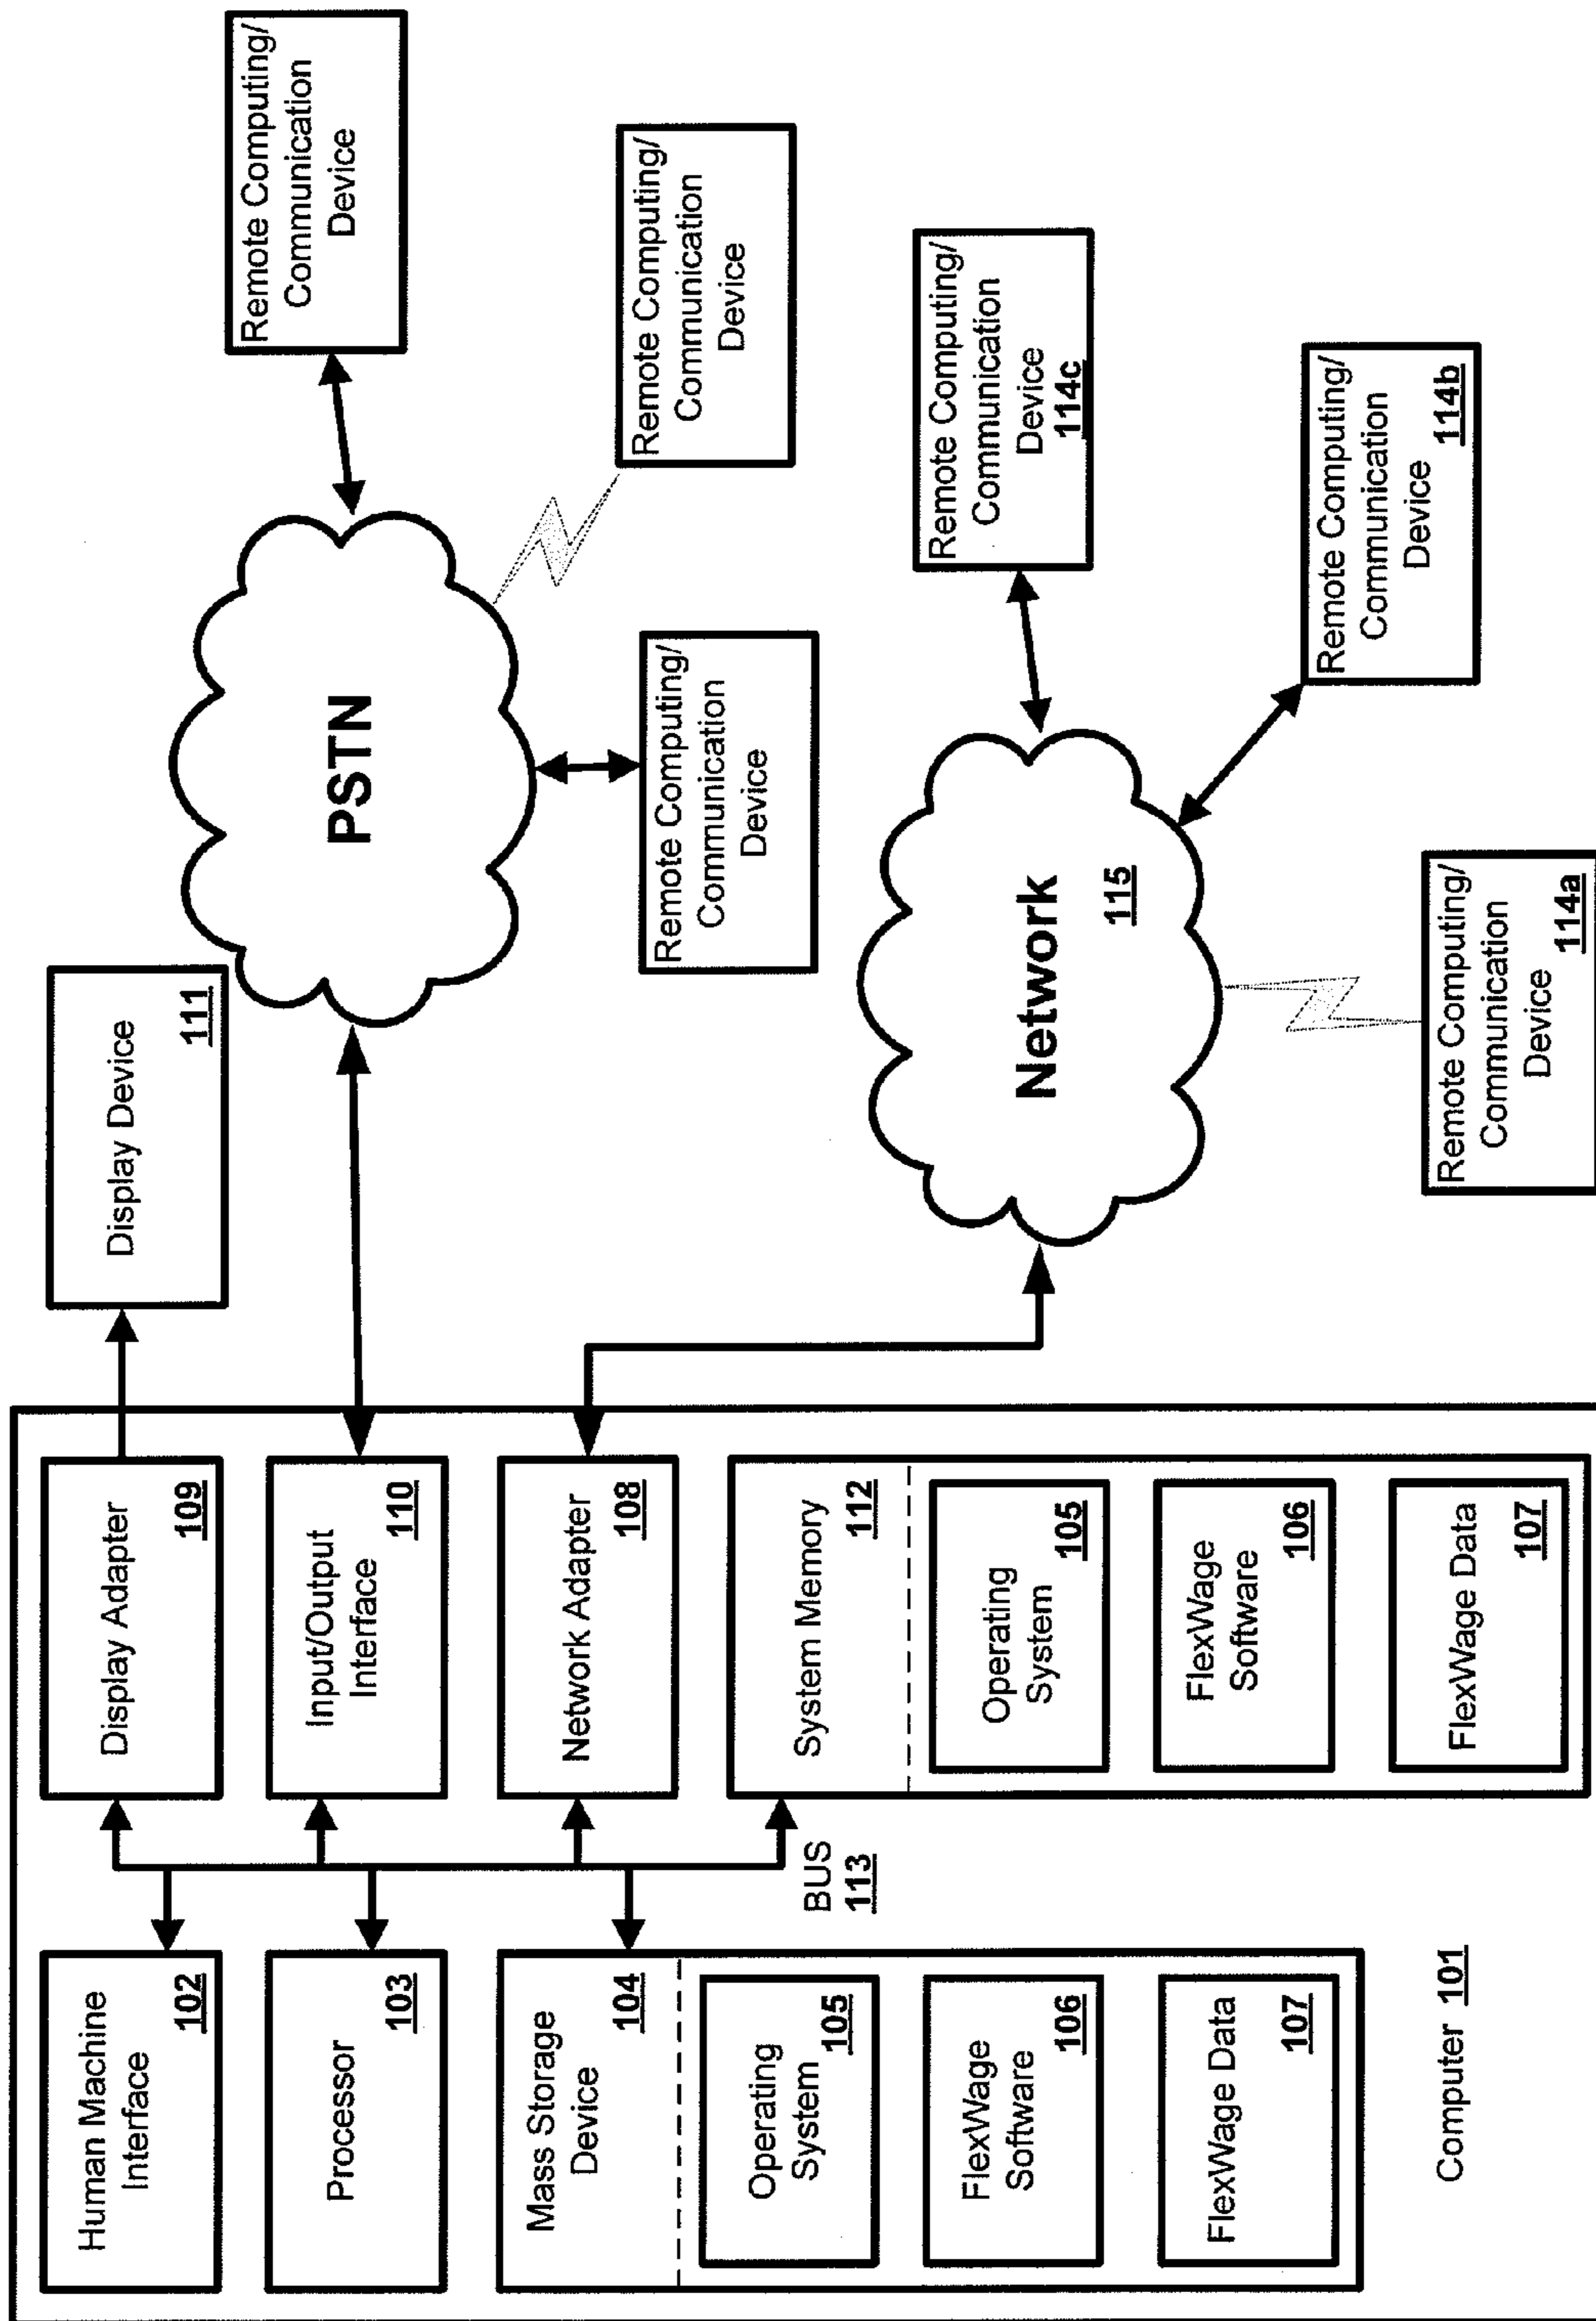 Human Machine
Interface
102
Processor
103
Mass Storage
Device
104
Operating
System
105
FlexWage
Software
106
FlexWage Data
107
Computer 101
BUS
113
Display Adapter
109
Input/Output
Interface
110
Network Adapter
108
System Memory
112
Operating
System
105
FlexWage
Software
106
FlexWage Data
107
Display Device
111
PSTN
Remote Computing/
Communication
Device
Remote Computing/
Communication
Device
Remote Computing/
Communication
Device
Network
115
Remote Computing/
Communication
Device
114c
Remote Computing/
Communication
Device 114b
Remote Computing/
Communication
Device 114a